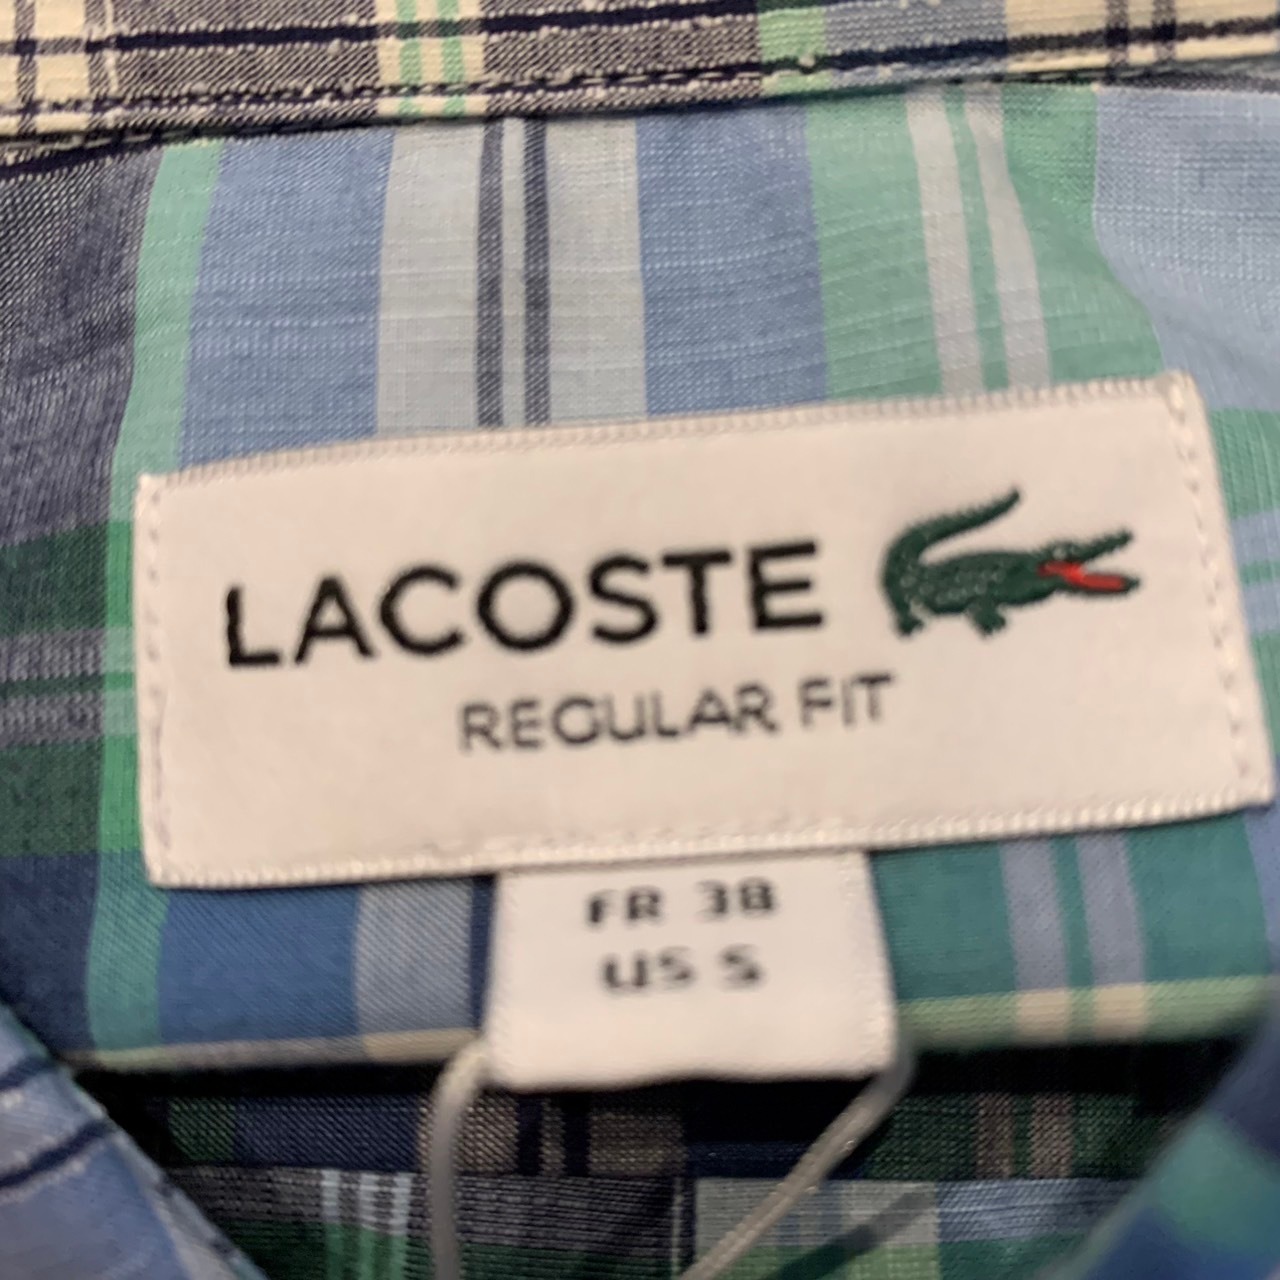 LACOSTE
REGULAR FIT
FR 38
US S